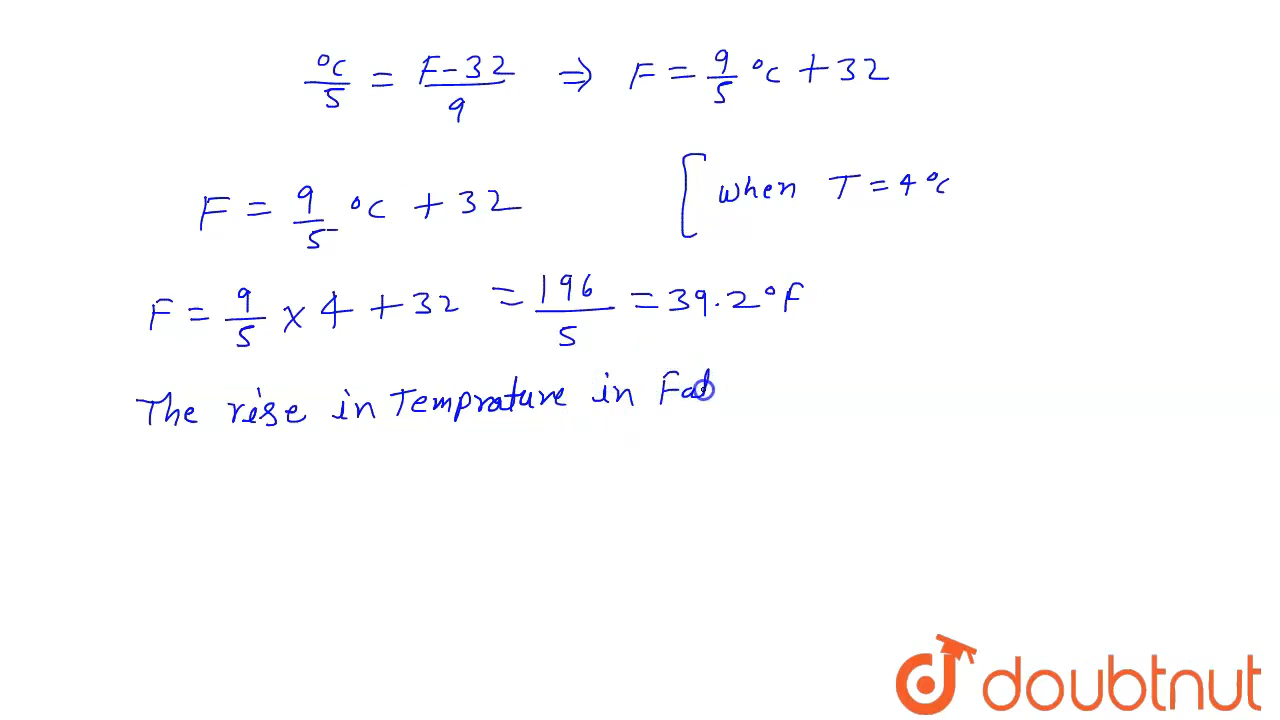 °C/5 = F-32/9 ⇒ F = 9/5 °C + 32
F = 9/5 °C + 32 [ when T = 4°C
F = 9/5 × 4 + 32 = 196/5 = 39.2°F
The rise in Temprature in
doubtnut